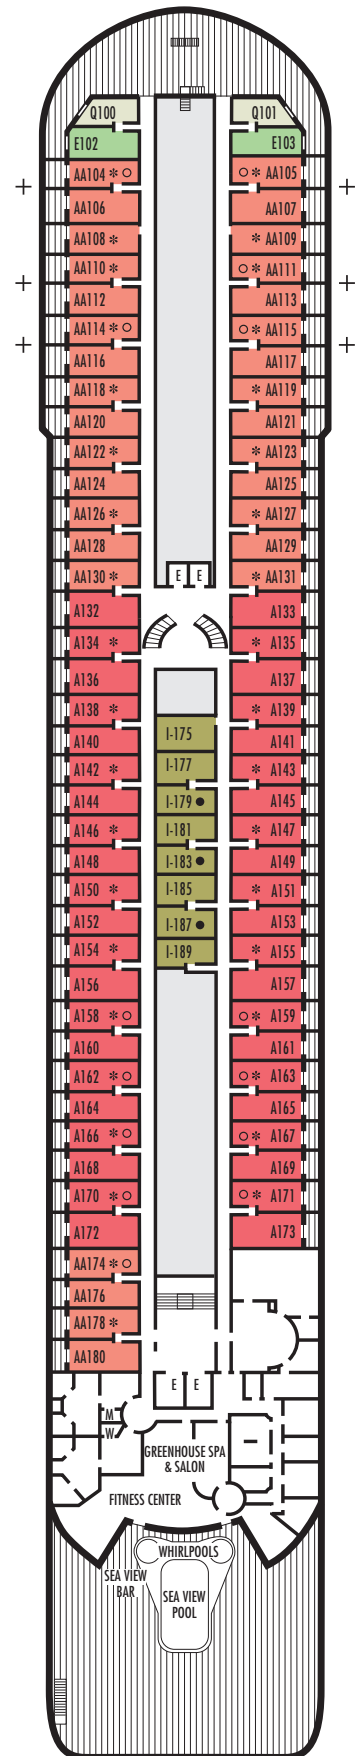 Q100 Q101
E102 E103
AA104 * ○ ○ * AA105
AA106 AA107
AA108 * * AA109
AA110 * ○ * AA111
AA112 AA113
AA114 * ○ ○ * AA115
AA116 AA117
AA118 * * AA119
AA120 AA121
AA122 * * AA123
AA124 AA125
AA126 * * AA127
AA128 AA129
AA130 * E E * AA131
A132 A133
A134 * * A135
A136 A137
A138 * * A139
A140 I-175 A141
A142 * I-177 * A143
A144 I-179 ● A145
A146 * I-181 * A147
A148 I-183 ● A149
A150 * I-185 * A151
A152 I-187 ● A153
A154 * I-189 * A155
A156 A157
A158 * ○ ○ * A159
A160 A161
A162 * ○ ○ * A163
A164 A165
A166 * ○ ○ * A167
A168 A169
A170 * ○ ○ * A171
A172 A173
AA174 * ○
AA176
AA178 *
AA180
E E
M
W
GREENHOUSE SPA
& SALON
FITNESS CENTER
WHIRLPOOLS
SEA VIEW
BAR
SEA VIEW
POOL